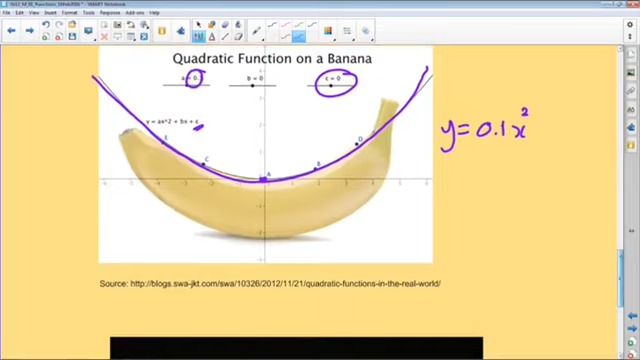 File Edit View Insert Format Tools Add-ons Help
Quadratic Function on a Banana
a = 0.
b = 0
c = 0
y = ax^2 + bx + c
y = 0.1x²
E
C
A
B
D
Source: http://blogs.swa-jkt.com/swa/10326/2012/11/21/quadratic-functions-in-the-real-world/